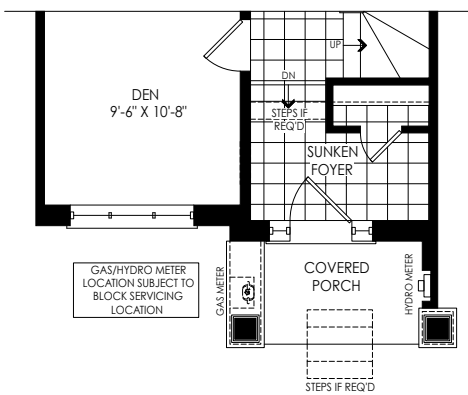 UP
DEN
9'-6" X 10'-8"
DN
STEPS IF
REQ'D
SUNKEN
FOYER
GAS/HYDRO METER
LOCATION SUBJECT TO
BLOCK SERVICING
LOCATION
GAS METER
COVERED
PORCH
HYDRO METER
STEPS IF REQ'D